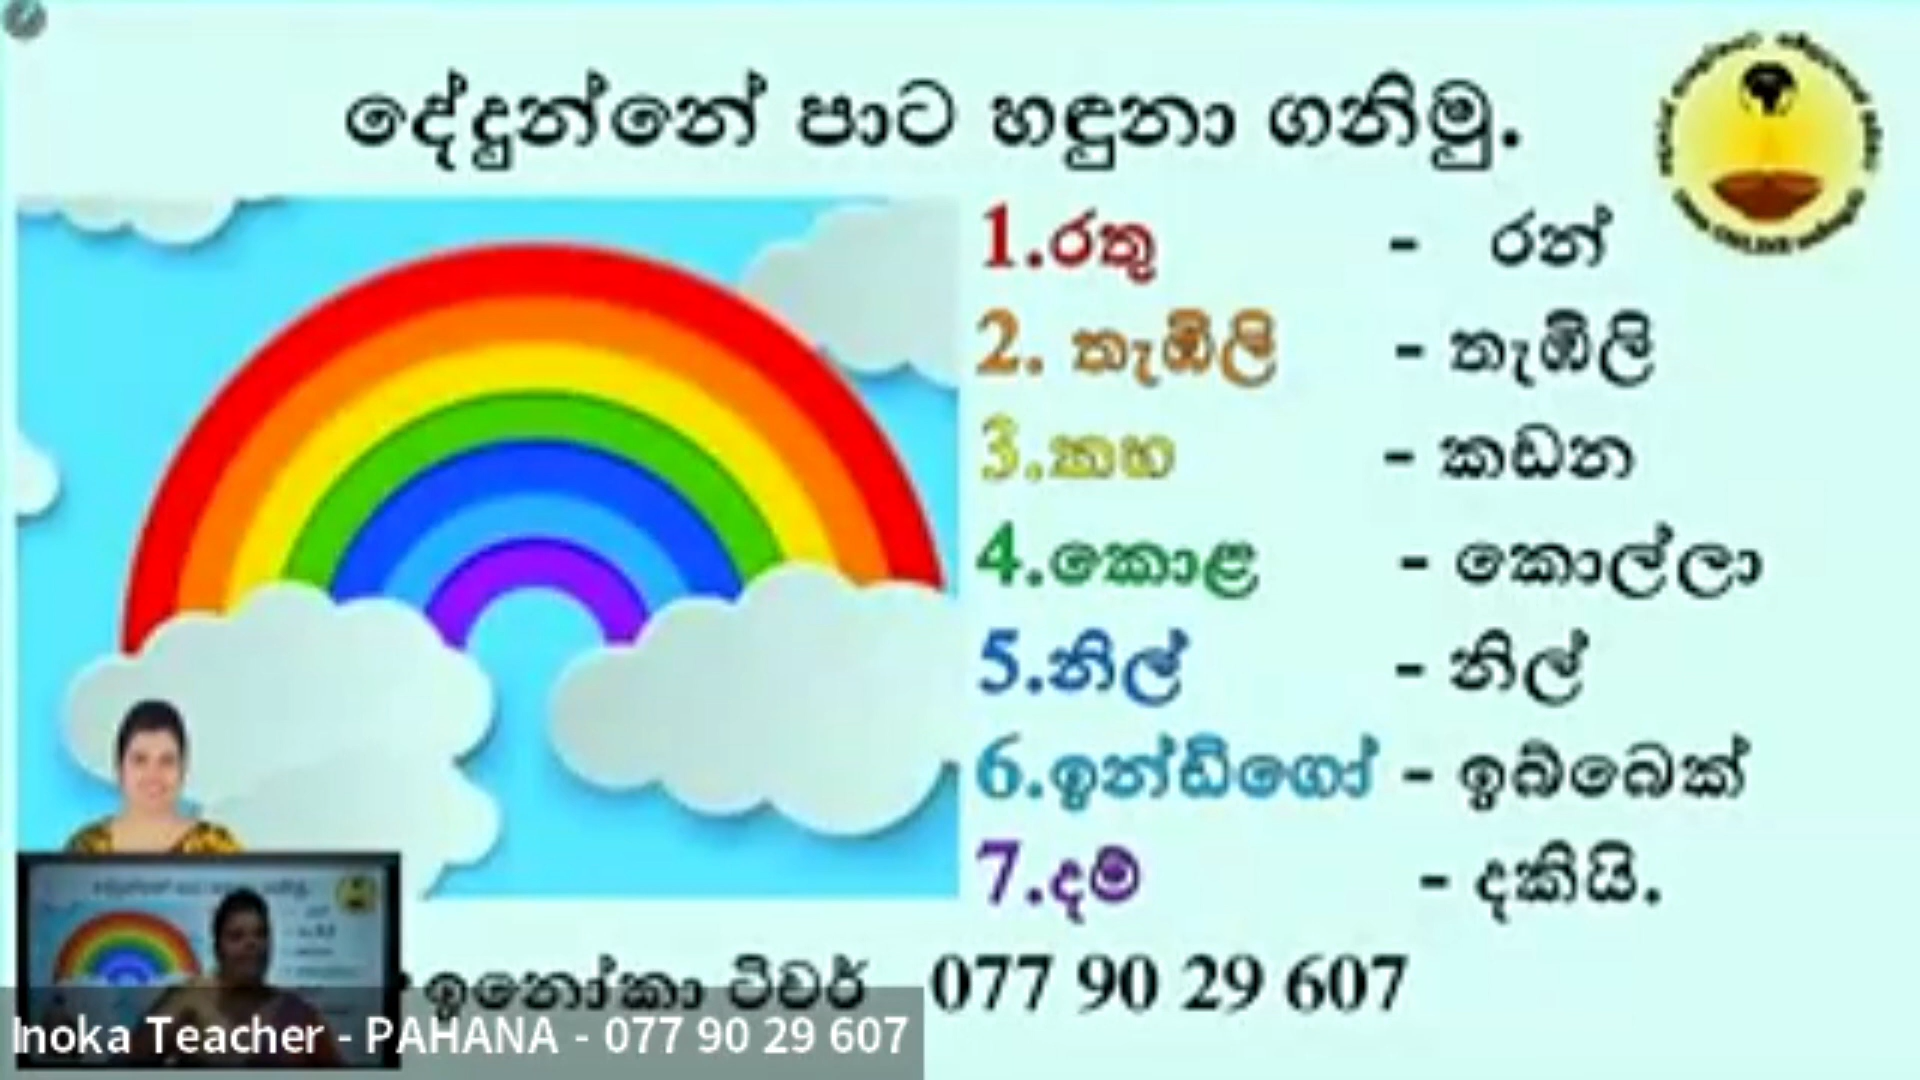 දේදුන්නේ පාට හඳුනා ගනිමු.
1.රතු - රන්
2. තැඹිලි - තැඹිලි
3.කහ - කඩන
4.කොළ - කොල්ලා
5.නිල් - නිල්
6.ඉන්ඩිගෝ - ඉබ්බෙක්
7.දම් - දකියි.
ඉනෝකා ටීචර් 077 90 29 607
Inoka Teacher - PAHANA - 077 90 29 607